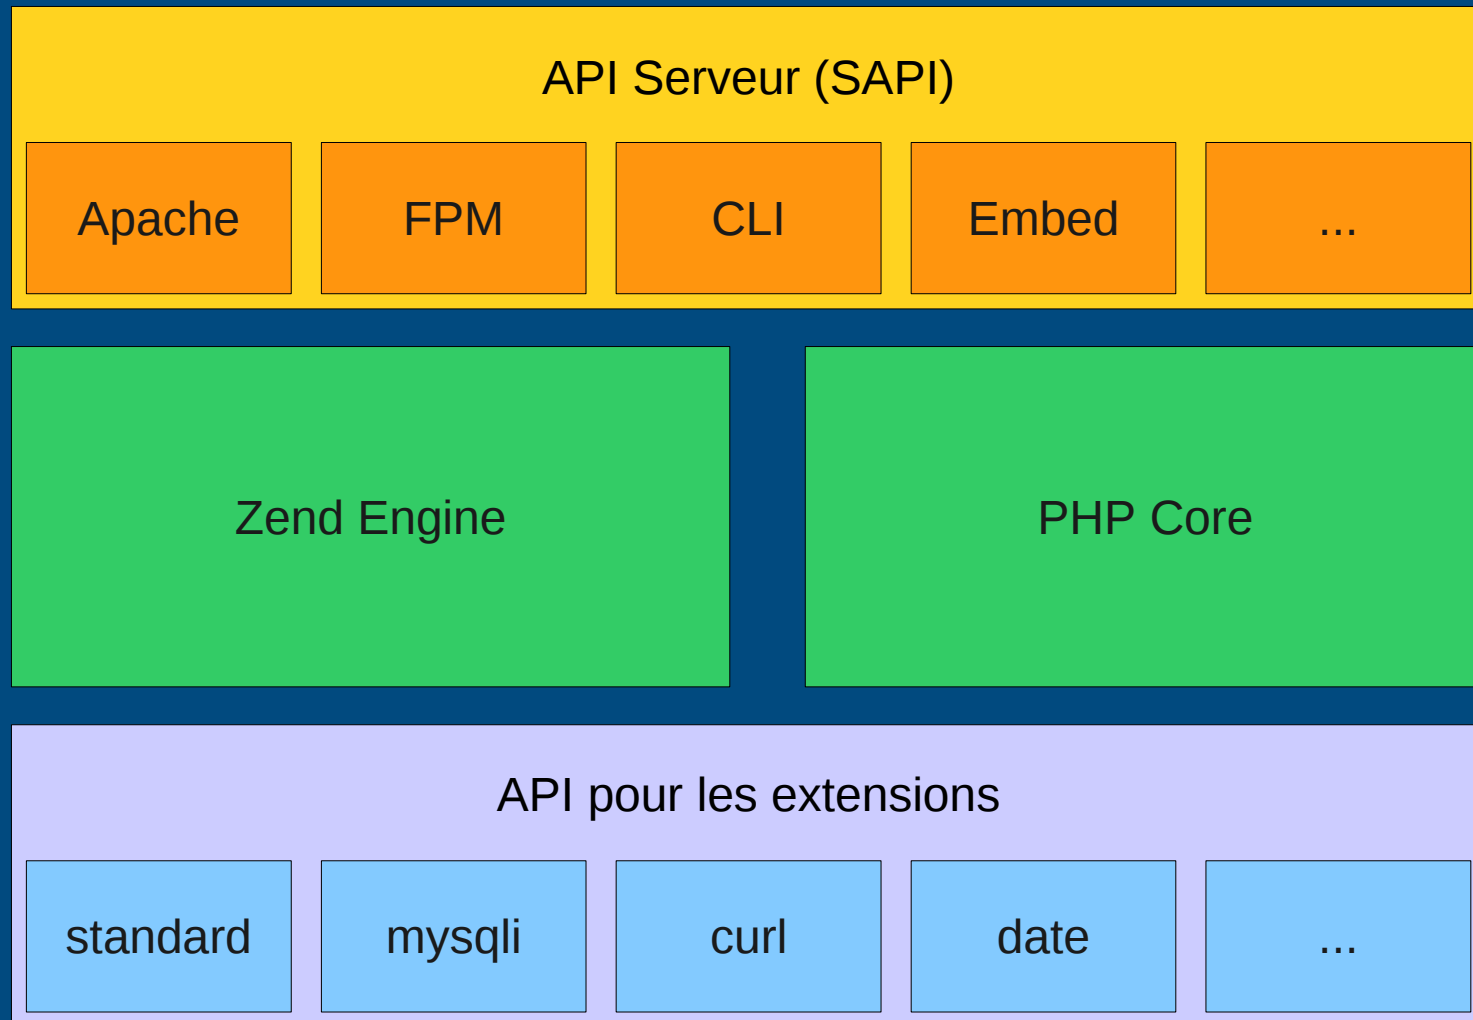 API Serveur (SAPI)
Apache FPM CLI Embed ...
Zend Engine PHP Core
API pour les extensions
standard mysqli curl date ...